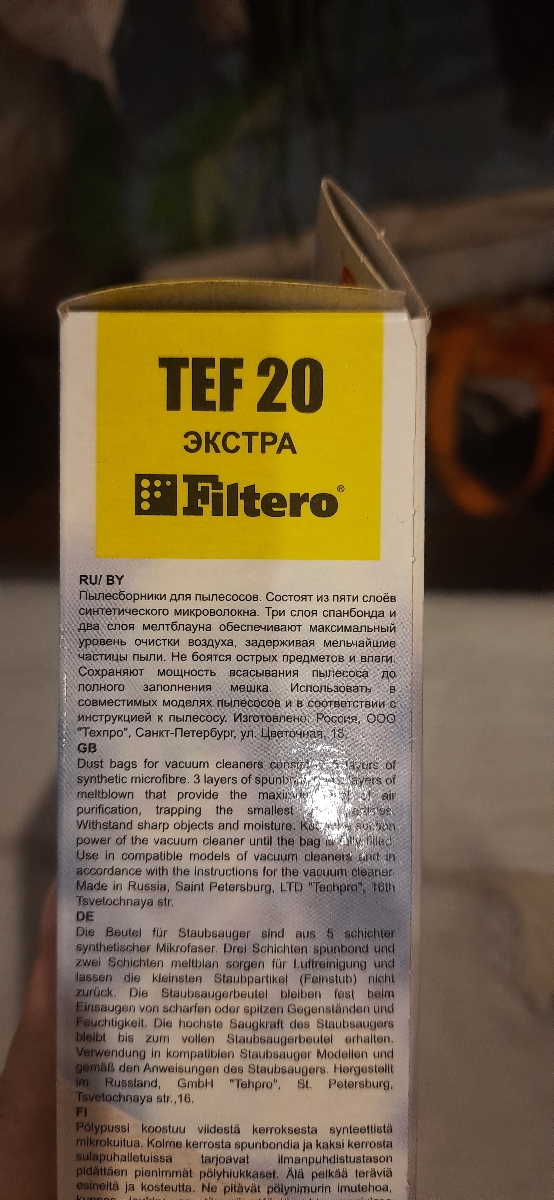 TEF 20
ЭКСТРА
Filtero®
RU/ BY
Пылесборники для пылесосов. Состоят из пяти слоёв
синтетического микроволокна. Три слоя спанбонда и
два слоя мелтблауна обеспечивают максимальный
уровень очистки воздуха, задерживая мельчайшие
частицы пыли. Не боятся острых предметов и влаги.
Сохраняют мощность всасывания пылесоса до
полного заполнения мешка. Использовать в
совместимых моделях пылесосов и в соответствии с
инструкцией к пылесосу. Изготовлено: Россия, ООО
"Техпро", Санкт-Петербург, ул. Цветочная, 16.
GB
Dust bags for vacuum cleaners layers of
synthetic microfibre. 3 layers of layers of
meltblown that provide the air
purification, trapping the smallest
Withstand sharp objects and moisture. suction
power of the vacuum cleaner until the bag is fully filled.
Use in compatible models of vacuum cleaners and in
accordance with the instructions for the vacuum cleaner.
Made in Russia, Saint Petersburg, LTD "Techpro", 16th
Tsvetochnaya str.
DE
Die Beutel für Staubsauger sind aus 5 schichter
synthetischer Mikrofaser. Drei Schichten spunbond und
zwei Schichten meltblan sorgen für Luftreinigung und
lassen die kleinsten Staubpartikel (Feinstub) nicht
zurück. Die Staubsaugerbeutel bleiben fest beim
Einsaugen von scharfen oder spitzen Gegenständen und
Feuchtigkeit. Die hochste Saugkraft des Staubsaugers
bleibt bis zum vollen Staubsaugerbeutel erhalten.
Verwendung in kompatiblen Staubsauger Modellen und
gemäß den Anweisungen des Staubsaugers. Hergestellt
im Russland, GmbH "Tehpro", St. Petersburg,
Tsvetochnaya str.,16.
FI
Pölypussi koostuu viidestä kerroksesta synteettistä
mikrokuitua. Kolme kerrosta spunbondia ja kaksi kerrosta
sulapuhalletuissa tarjoavat ilmanpuhdistustason
pidättäen pienimmät pölyhiukkaset. Älä pelkää teräviä
esineitä ja kosteutta. Ne pitävät pölynimurin imutehoa,